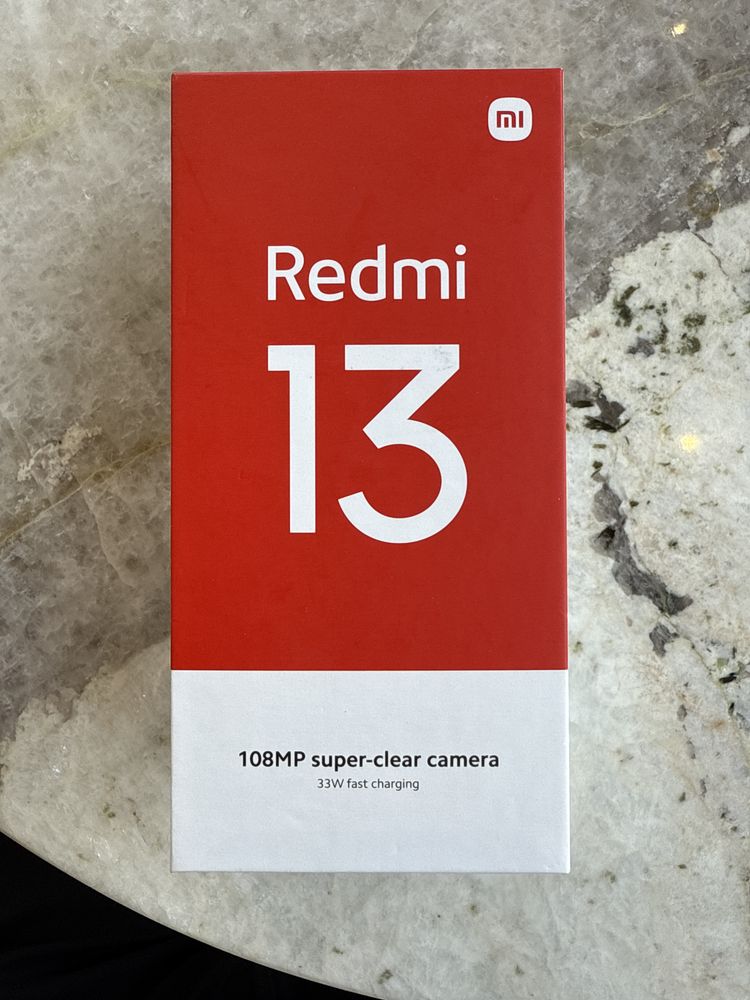 mi
Redmi
13
108MP super-clear camera
33W fast charging